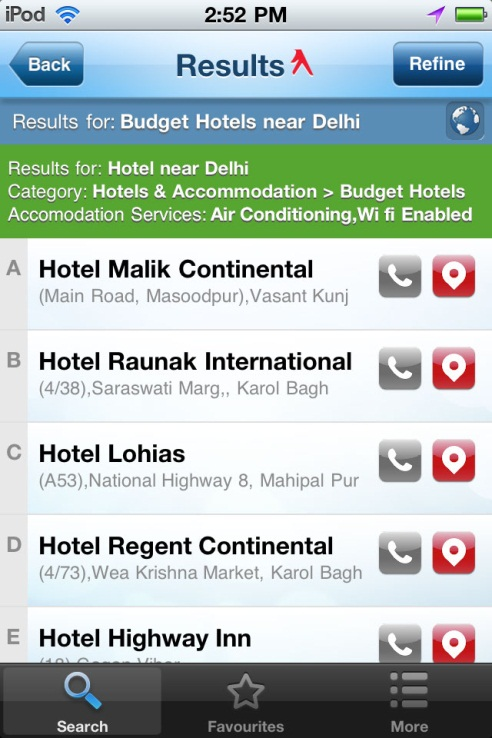 iPod 2:52 PM
Back Results Refine
Results for: Budget Hotels near Delhi
Results for: Hotel near Delhi
Category: Hotels & Accommodation > Budget Hotels
Accomodation Services: Air Conditioning,Wi fi Enabled
A Hotel Malik Continental
(Main Road, Masoodpur),Vasant Kunj
B Hotel Raunak International
(4/38),Saraswati Marg,, Karol Bagh
C Hotel Lohias
(A53),National Highway 8, Mahipal Pur
D Hotel Regent Continental
(4/73),Wea Krishna Market, Karol Bagh
E Hotel Highway Inn
(18),Gagan Vihar
Search Favourites More